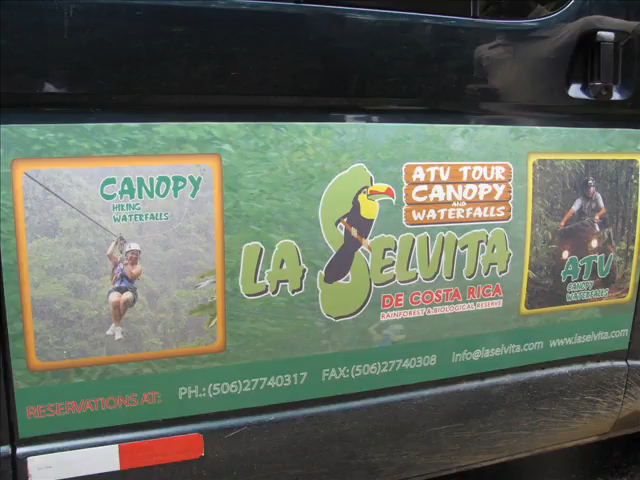 CANOPY
HIKING
WATERFALLS
ATV TOUR
CANOPY
AND
WATERFALLS
LA SELVITA
DE COSTA RICA
RAINFOREST & BIOLOGICAL RESERVE
ATV
CANOPY
WATERFALLS
RESERVATIONS AT: PH.:(506)27740317 FAX:(506)27740308 Info@laselvita.com www.laselvita.com